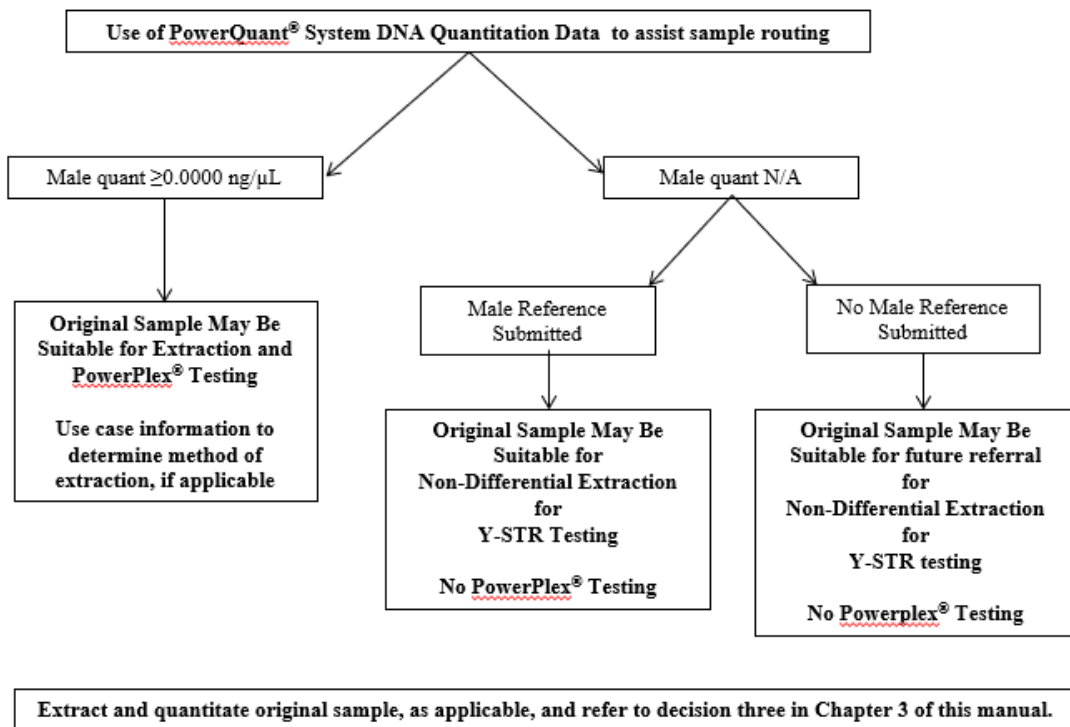 Use of PowerQuant® System DNA Quantitation Data to assist sample routing
Male quant ≥0.0000 ng/µL
Male quant N/A
Male Reference
Submitted
No Male Reference
Submitted
Original Sample May Be
Suitable for Extraction and
PowerPlex® Testing
Use case information to
determine method of
extraction, if applicable
Original Sample May Be
Suitable for
Non-Differential Extraction
for
Y-STR Testing
No PowerPlex® Testing
Original Sample May Be
Suitable for future referral
for
Non-Differential Extraction
for
Y-STR testing
No Powerplex® Testing
Extract and quantitate original sample, as applicable, and refer to decision three in Chapter 3 of this manual.